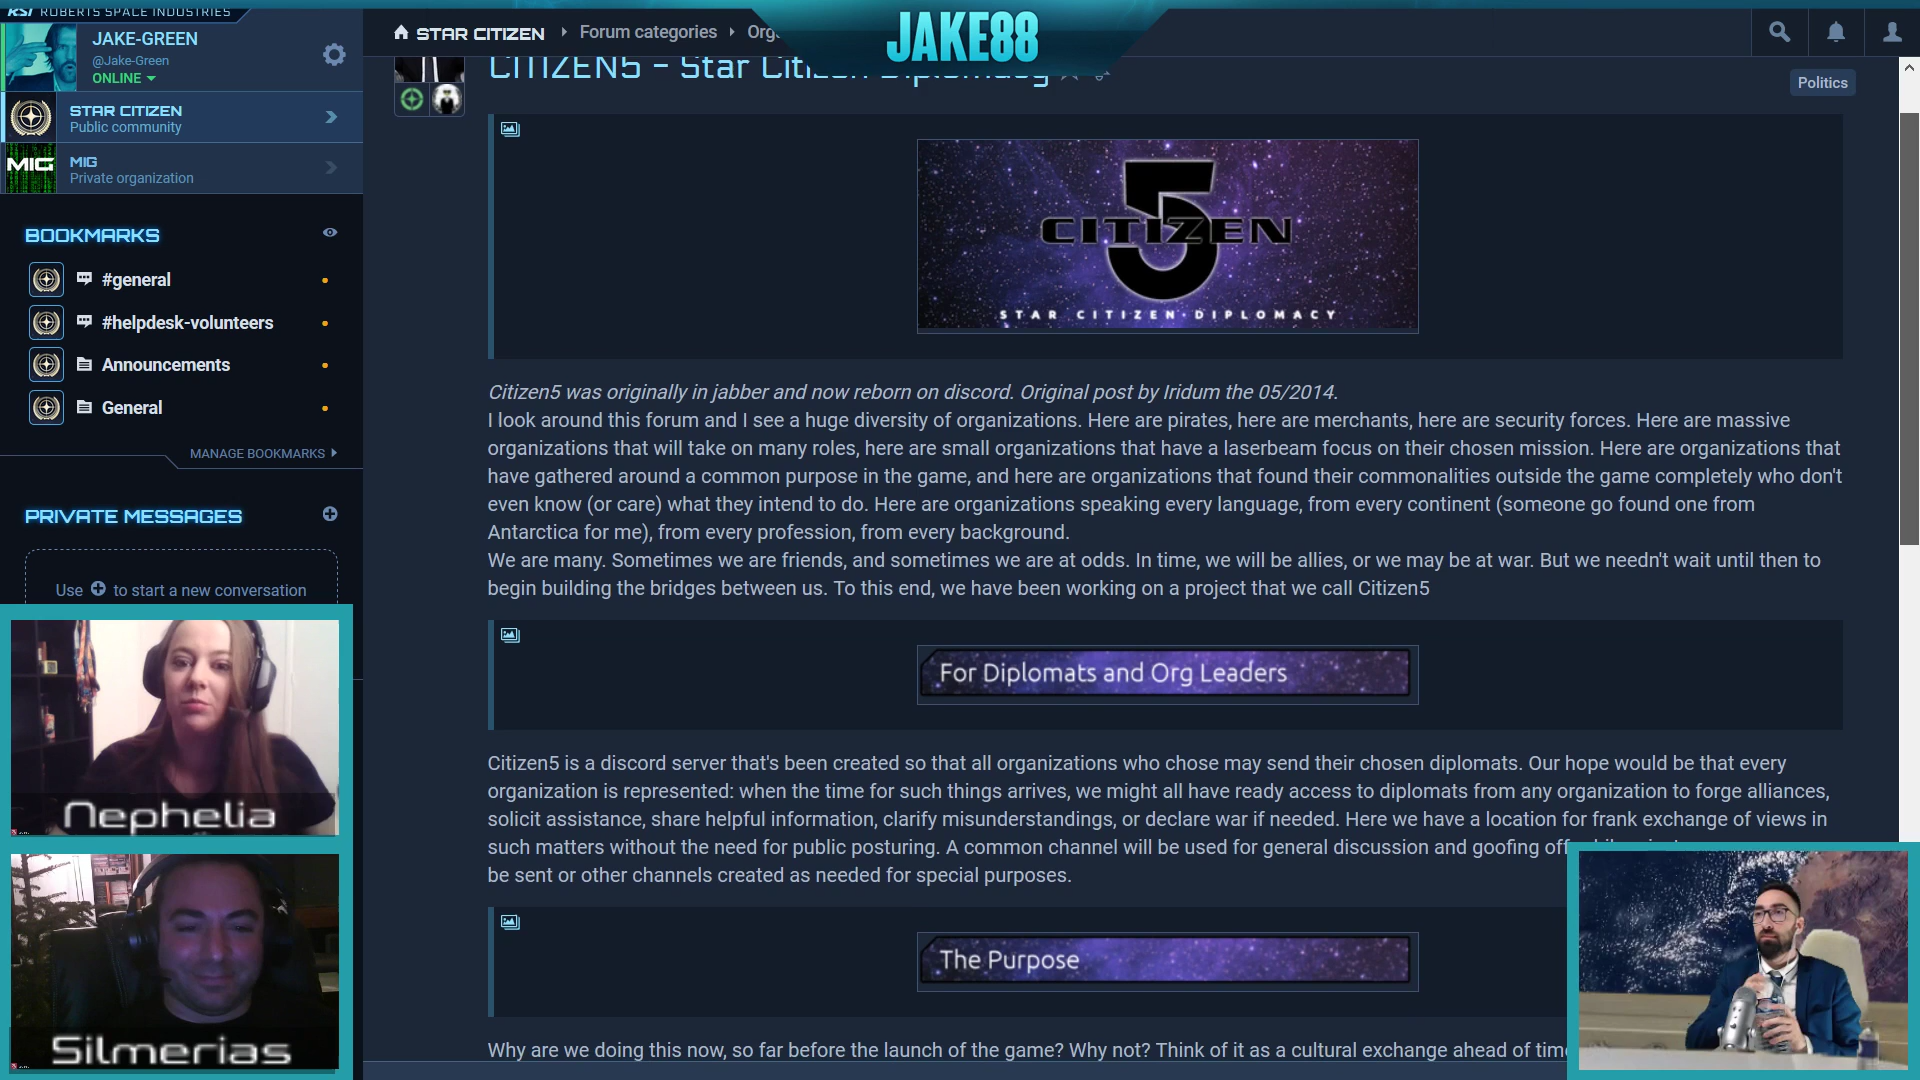 RSI ROBERTS SPACE INDUSTRIES
JAKE-GREEN
@Jake-Green
ONLINE
STAR CITIZEN
Public community
MIG
MIG
Private organization
BOOKMARKS
#general
#helpdesk-volunteers
Announcements
General
MANAGE BOOKMARKS
PRIVATE MESSAGES
Use to start a new conversation
Nephelia
Silmerias
STAR CITIZEN Forum categories
JAKE88
CITIZEN5 - Star Citizen Diplomacy
Politics
5
CITIZEN
STAR CITIZEN·DIPLOMACY
Citizen5 was originally in jabber and now reborn on discord. Original post by Iridum the 05/2014.
I look around this forum and I see a huge diversity of organizations. Here are pirates, here are merchants, here are security forces. Here are massive
organizations that will take on many roles, here are small organizations that have a laserbeam focus on their chosen mission. Here are organizations that
have gathered around a common purpose in the game, and here are organizations that found their commonalities outside the game completely who don't
even know (or care) what they intend to do. Here are organizations speaking every language, from every continent (someone go found one from
Antarctica for me), from every profession, from every background.
We are many. Sometimes we are friends, and sometimes we are at odds. In time, we will be allies, or we may be at war. But we needn't wait until then to
begin building the bridges between us. To this end, we have been working on a project that we call Citizen5
For Diplomats and Org Leaders
Citizen5 is a discord server that's been created so that all organizations who chose may send their chosen diplomats. Our hope would be that every
organization is represented: when the time for such things arrives, we might all have ready access to diplomats from any organization to forge alliances,
solicit assistance, share helpful information, clarify misunderstandings, or declare war if needed. Here we have a location for frank exchange of views in
such matters without the need for public posturing. A common channel will be used for general discussion and goofing off
be sent or other channels created as needed for special purposes.
The Purpose
Why are we doing this now, so far before the launch of the game? Why not? Think of it as a cultural exchange ahead of time